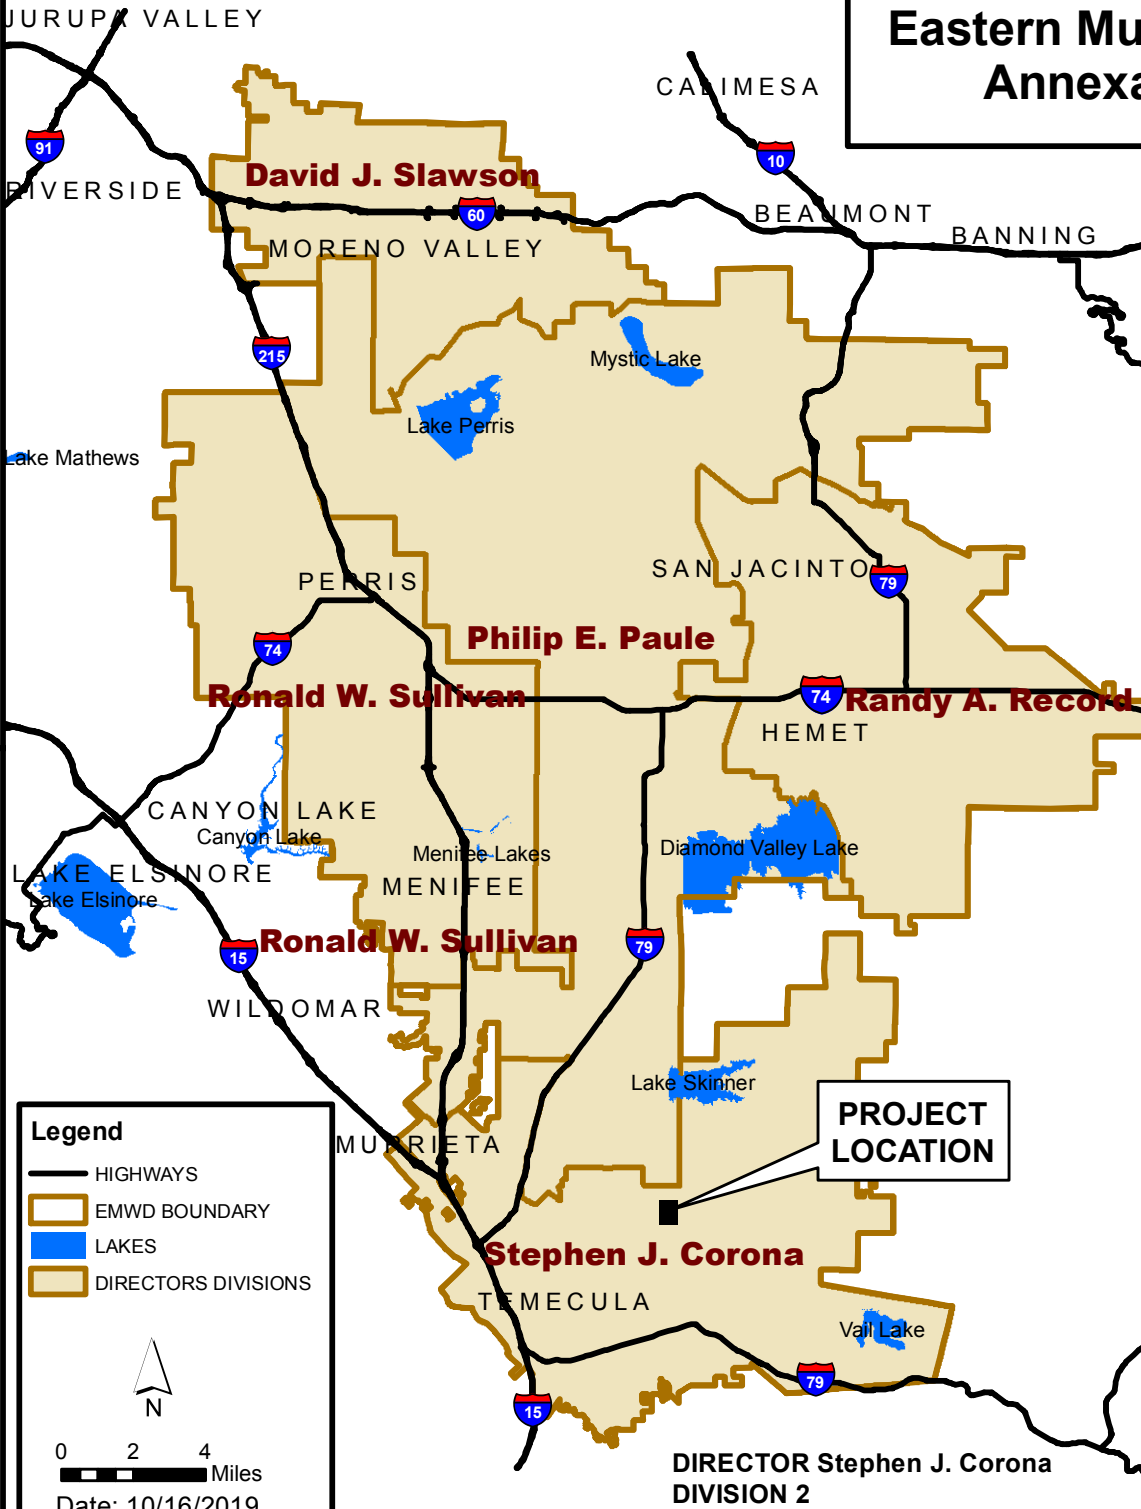 JURUPA VALLEY
Eastern Mu
Annexa
CALIMESA
91
10
RIVERSIDE
David J. Slawson
60
BEAUMONT
BANNING
MORENO VALLEY
215
Mystic Lake
Lake Perris
Lake Mathews
SAN JACINTO
79
PERRIS
74
Philip E. Paule
Ronald W. Sullivan
74
Randy A. Record
HEMET
CANYON LAKE
Canyon Lake
Menifee Lakes
Diamond Valley Lake
LAKE ELSINORE
Lake Elsinore
MENIFEE
15
Ronald W. Sullivan
79
WILDOMAR
Lake Skinner
PROJECT
LOCATION
MURRIETA
Legend
HIGHWAYS
EMWD BOUNDARY
LAKES
DIRECTORS DIVISIONS
Stephen J. Corona
TEMECULA
Vail Lake
79
15
N
0 2 4
Miles
Date: 10/16/2019
DIRECTOR Stephen J. Corona
DIVISION 2